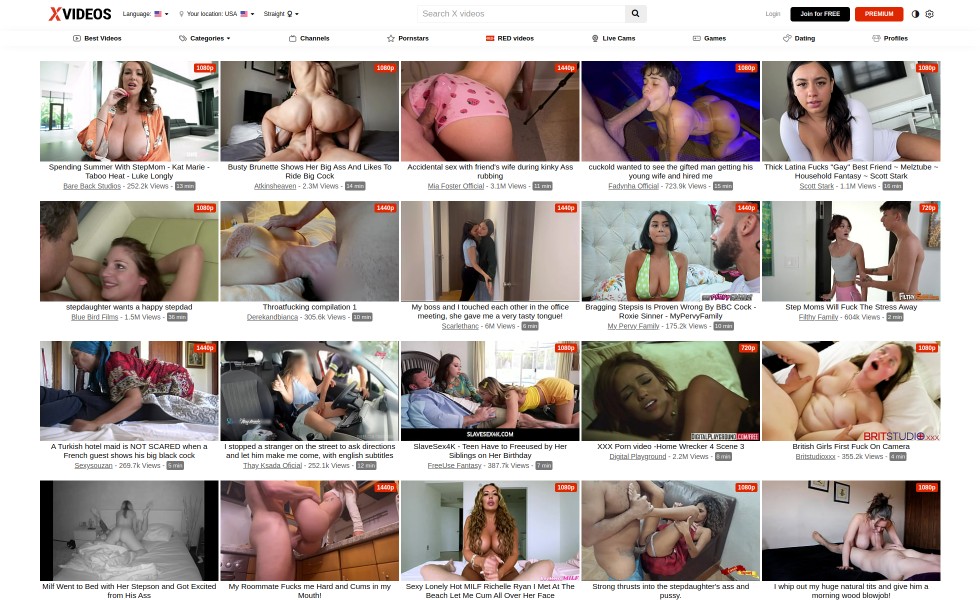 XVIDEOS
Language:
Your location: USA
Straight
Search X videos
Login
Join for FREE
PREMIUM
Best Videos
Categories
Channels
Pornstars
RED videos
Live Cams
Games
Dating
Profiles
1080p
1080p
1440p
1080p
1080p
Spending Summer With StepMom - Kat Marie -
Taboo Heat - Luke Longly
Bare Back Studios - 252.2k Views - 13 min
Busty Brunette Shows Her Big Ass And Likes To
Ride Big Cock
Atkinsheaven - 2.3M Views - 14 min
Accidental sex with friend's wife during kinky Ass
rubbing
Mia Foster Official - 3.1M Views - 11 min
cuckold wanted to see the gifted man getting his
young wife and hired me
Fadynha Official - 723.9k Views - 15 min
Thick Latina Fucks "Gay" Best Friend ~ Melztube ~
Household Fantasy ~ Scott Stark
Scott Stark - 1.1M Views - 16 min
1080p
1440p
1440p
1440p
720p
stepdaughter wants a happy stepdad
Blue Bird Films - 1.5M Views - 36 min
Throatfucking compilation 1
Derekandbianca - 305.6k Views - 10 min
My boss and I touched each other in the office
meeting, she gave me a very tasty tongue!
Scarlethanc - 6M Views - 6 min
Bragging Stepsis Is Proven Wrong By BBC Cock -
Roxie Sinner - MyPervyFamily
My Pervy Family - 175.2k Views - 10 min
Step Moms Will Fuck The Stress Away
Filthy Family - 604k Views - 2 min
1440p
1080p
720p
1080p
SLAVESEX4K.COM
DIGITALPLAYGROUND.COM/FREE
BRITSTUDIO.XXX
A Turkish hotel maid is NOT SCARED when a
French guest shows his big black cock
Sexysouzan - 269.7k Views - 5 min
I stopped a stranger on the street to ask directions
and let him make me come, with english subtitles
Thay Ksada Oficial - 252.1k Views - 12 min
SlaveSex4K - Teen Have to Freeused by Her
Siblings on Her Birthday
FreeUse Fantasy - 387.7k Views - 7 min
XXX Porn video -Home Wrecker 4 Scene 3
Digital Playground - 2.2M Views - 8 min
British Girls First Fuck On Camera
Britstudioxxx - 355.2k Views - 4 min
1440p
1080p
1080p
1080p
Milf Went to Bed with Her Stepson and Got Excited
from His Ass
My Roommate Fucks me Hard and Cums in my
Mouth!
Sexy Lonely Hot MILF Richelle Ryan I Met At The
Beach Let Me Cum All Over Her Face
Strong thrusts into the stepdaughter's ass and
pussy.
I whip out my huge natural tits and give him a
morning wood blowjob!